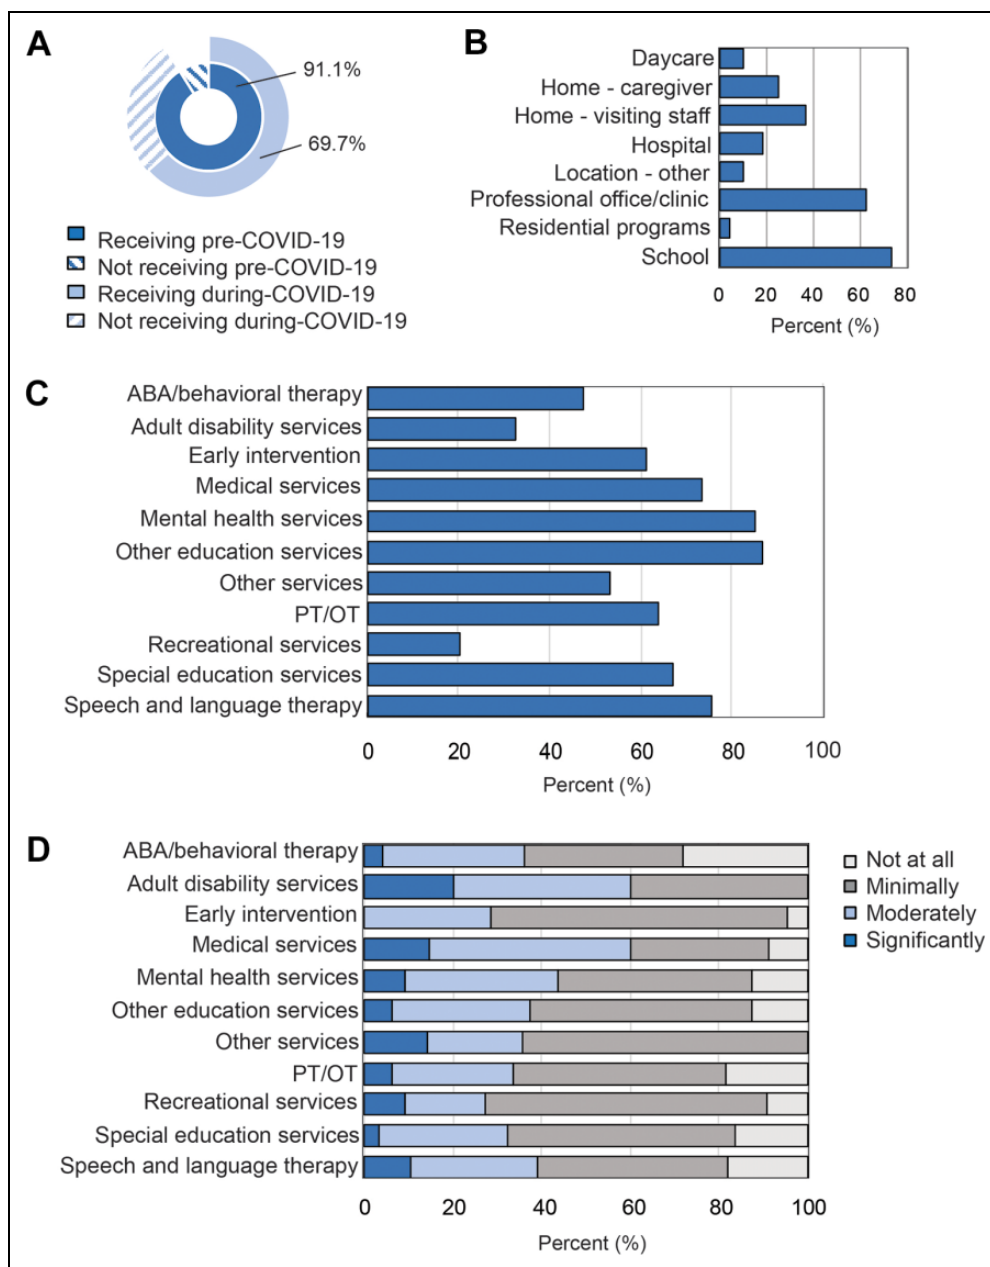 A
91.1%
69.7%
Receiving pre-COVID-19
Not receiving pre-COVID-19
Receiving during-COVID-19
Not receiving during-COVID-19
B
Daycare
Home - caregiver
Home - visiting staff
Hospital
Location - other
Professional office/clinic
Residential programs
School
0 20 40 60 80
Percent (%)
C
ABA/behavioral therapy
Adult disability services
Early intervention
Medical services
Mental health services
Other education services
Other services
PT/OT
Recreational services
Special education services
Speech and language therapy
0 20 40 60 80 100
Percent (%)
D
ABA/behavioral therapy
Adult disability services
Early intervention
Medical services
Mental health services
Other education services
Other services
PT/OT
Recreational services
Special education services
Speech and language therapy
0 20 40 60 80 100
Percent (%)
Not at all
Minimally
Moderately
Significantly